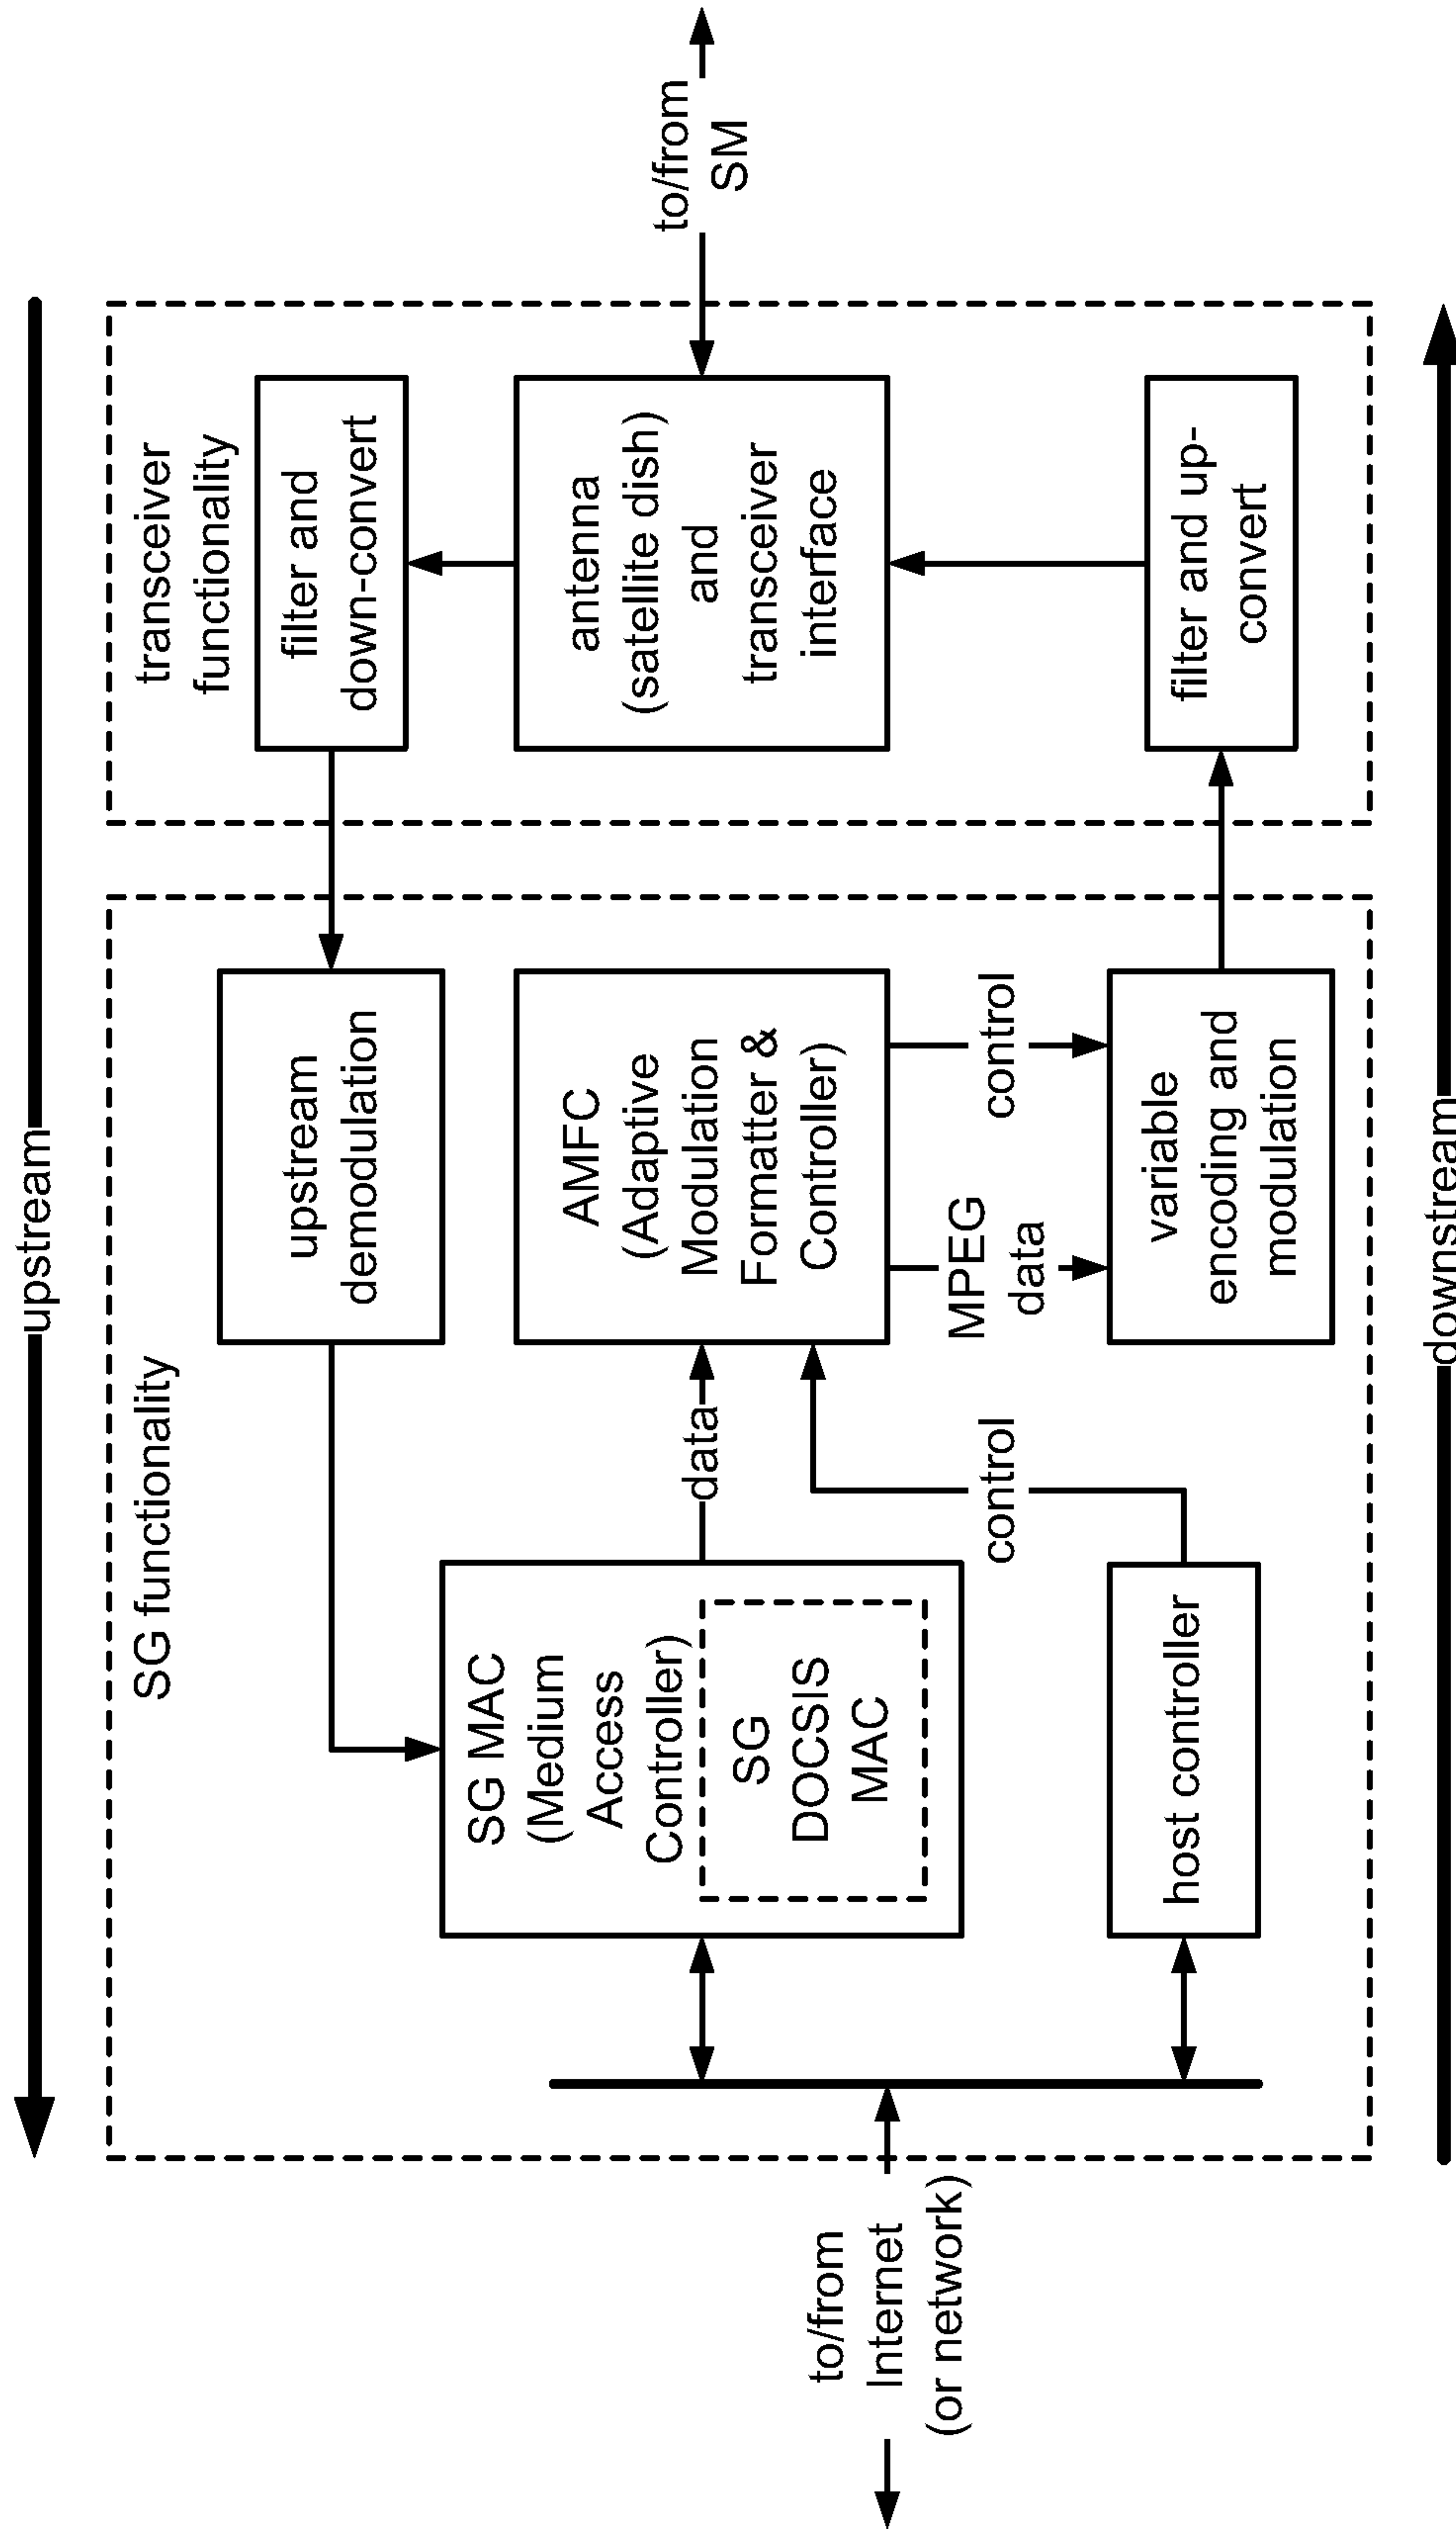 upstream
SG functionality
transceiver
functionality
upstream
demodulation
filter and
down-convert
SG MAC
(Medium
Access
Controller)
SG
DOCSIS
MAC
data
AMFC
(Adaptive
Modulation
Formatter &
Controller)
antenna
(satellite dish)
and
transceiver
interface
to/from
SM
to/from
Internet
(or network)
control
MPEG
data
control
host controller
variable
encoding and
modulation
filter and up-
convert
downstream